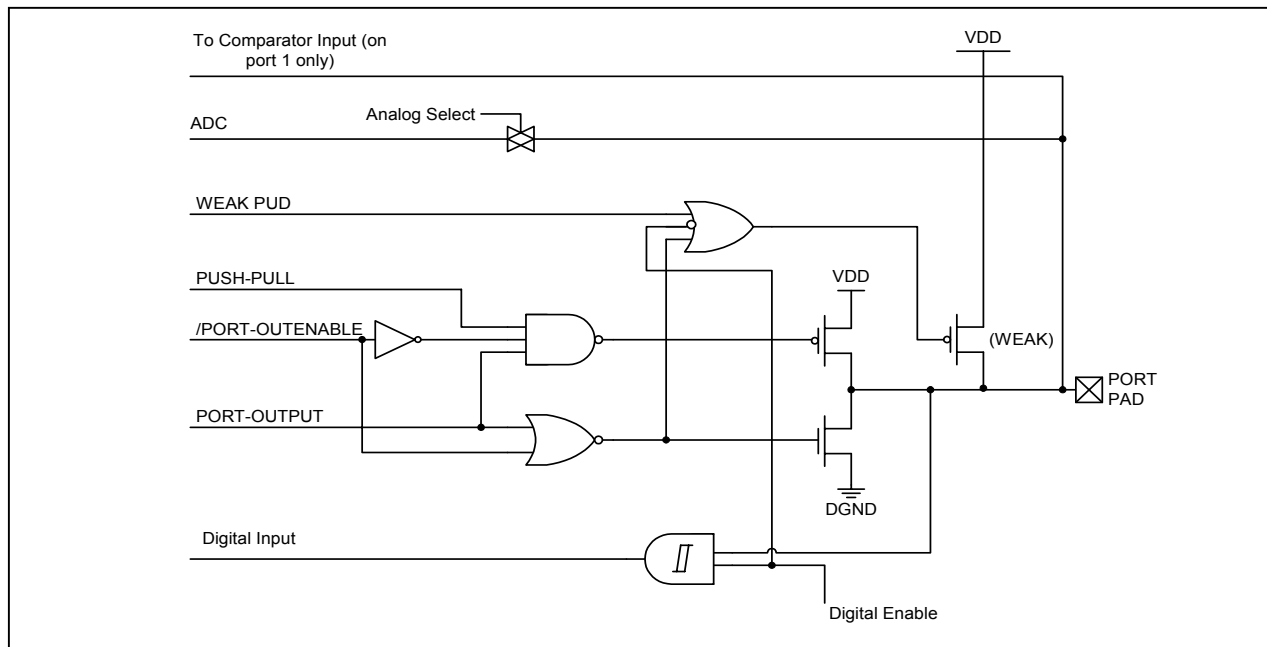 To Comparator Input (on
port 1 only)
VDD
Analog Select
ADC
WEAK PUD
PUSH-PULL
VDD
/PORT-OUTENABLE
(WEAK)
PORT
PAD
PORT-OUTPUT
DGND
Digital Input
Digital Enable